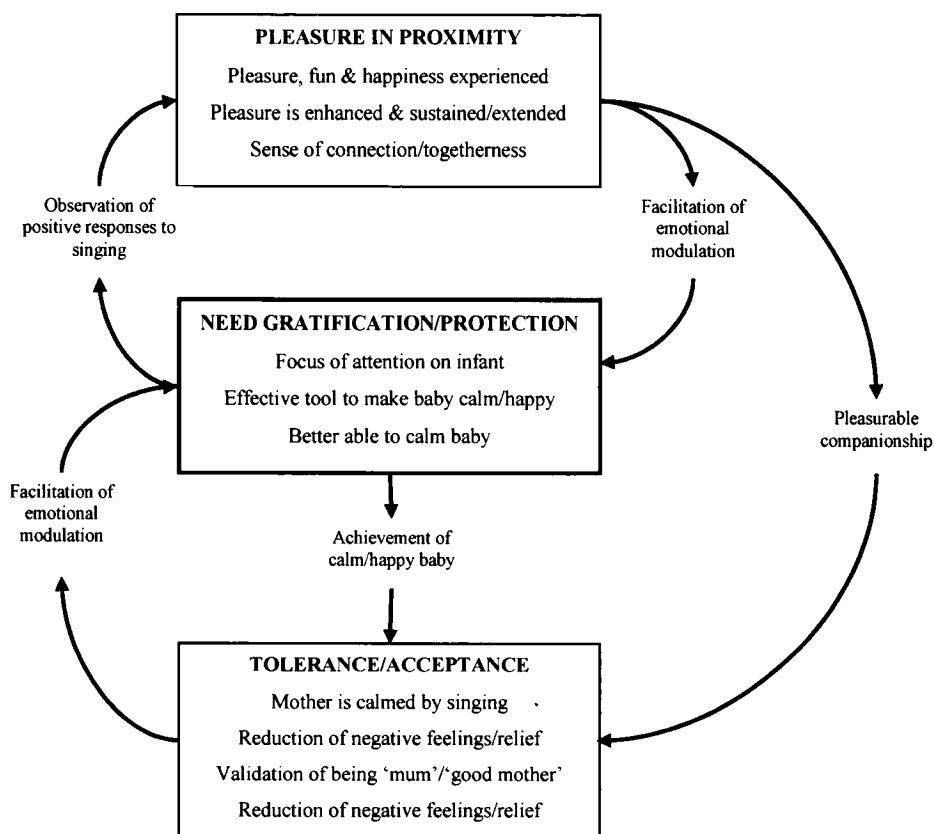 PLEASURE IN PROXIMITY
Pleasure, fun & happiness experienced
Pleasure is enhanced & sustained/extended
Sense of connection/togetherness
Observation of
positive responses to
singing
Facilitation of
emotional
modulation
NEED GRATIFICATION/PROTECTION
Focus of attention on infant
Effective tool to make baby calm/happy
Better able to calm baby
Pleasurable
companionship
Facilitation of
emotional
modulation
Achievement of
calm/happy baby
TOLERANCE/ACCEPTANCE
Mother is calmed by singing
Reduction of negative feelings/relief
Validation of being ‘mum’/‘good mother’
Reduction of negative feelings/relief